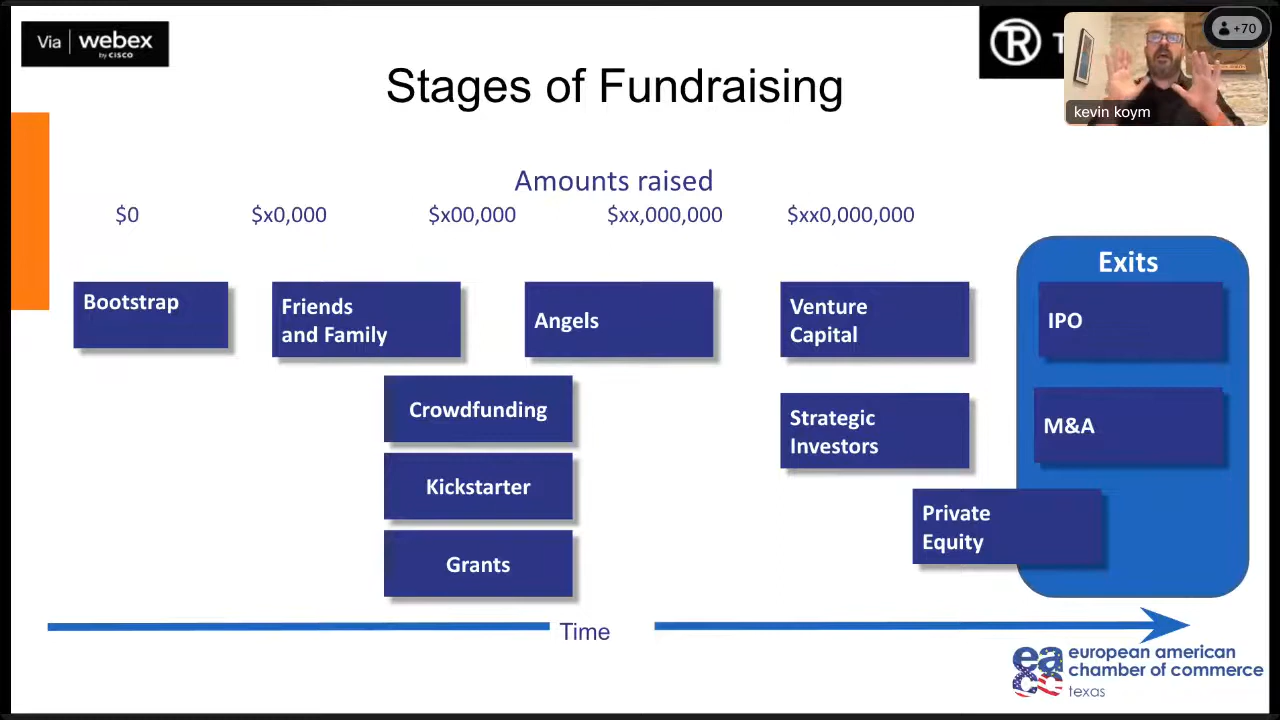 Via | webex
by CISCO
R T
+70
kevin koym
Stages of Fundraising
Amounts raised
$0 $x0,000 $x00,000 $xx,000,000 $xx0,000,000
Exits
Bootstrap
Friends
and Family
Angels
Venture
Capital
IPO
Crowdfunding
Strategic
Investors
M&A
Kickstarter
Private
Equity
Grants
Time
eacc
european american
chamber of commerce
texas